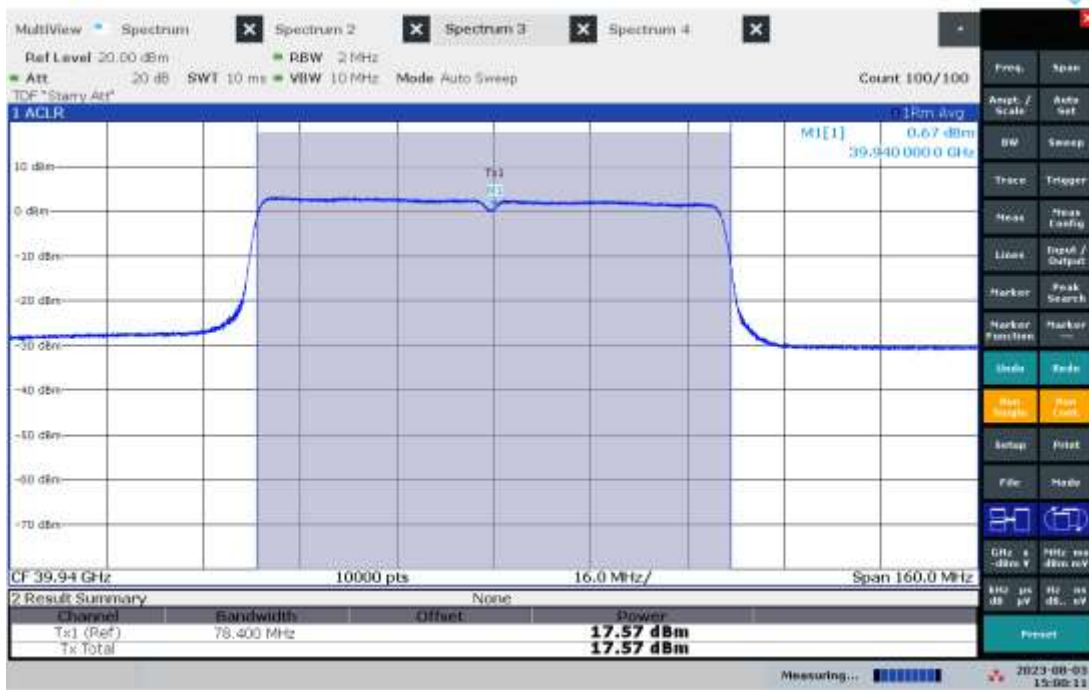 MultiView Spectrum X Spectrum 2 X Spectrum 3 X Spectrum 4 X
Ref Level 20.00 dBm RBW 2 MHz
Att 20 dB SWT 10 ms VBW 10 MHz Mode Auto Sweep Count 100/100
TDF "Starry Att"
1 ACLR 1Rm Avg
M1[1] 0.67 dBm
39.940 000 0 GHz
10 dBm
Tx1
0 dBm
-10 dBm
-20 dBm
-30 dBm
-40 dBm
-50 dBm
-60 dBm
-70 dBm
CF 39.94 GHz 10000 pts 16.0 MHz/ Span 160.0 MHz
2 Result Summary None
Channel Bandwidth Offset Power
Tx1 (Ref) 78.400 MHz 17.57 dBm
Tx Total 17.57 dBm
Measuring... 2023-08-03
Freq. Span
Ampt. / Scale Auto Set
BW Sweep
Trace Trigger
Meas Meas Config
Lines Input / Output
Marker Peak Search
Marker Function Marker
Undo Redo
Run Single Run Cont.
Setup Print
File Mode
Preset